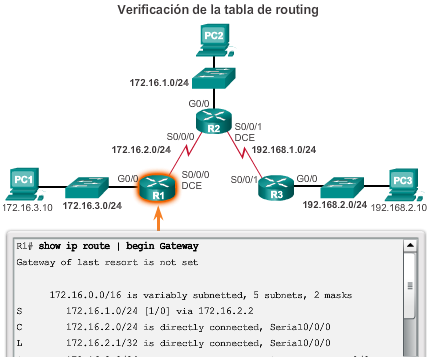 Verificación de la tabla de routing
PC2
172.16.1.0/24
G0/0
R2
S0/0/0
S0/0/1
DCE
172.16.2.0/24
192.168.1.0/24
PC1
G0/0
S0/0/0
DCE
R1
172.16.3.10
172.16.3.0/24
S0/0/1
R3
G0/0
PC3
192.168.2.0/24
192.168.2.10
R1# show ip route | begin Gateway
Gateway of last resort is not set
172.16.0.0/16 is variably subnetted, 5 subnets, 2 masks
S 172.16.1.0/24 [1/0] via 172.16.2.2
C 172.16.2.0/24 is directly connected, Serial0/0/0
L 172.16.2.1/32 is directly connected, Serial0/0/0